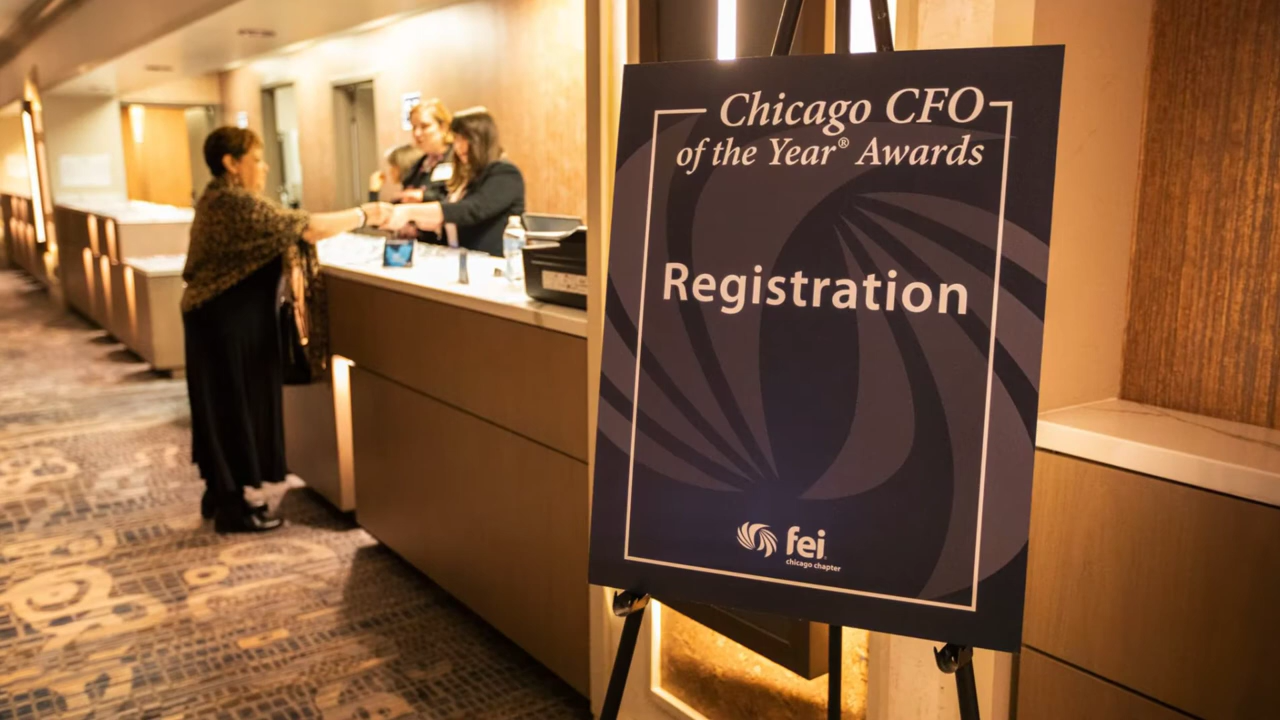 Chicago CFO
of the Year® Awards
Registration
fei
chicago chapter